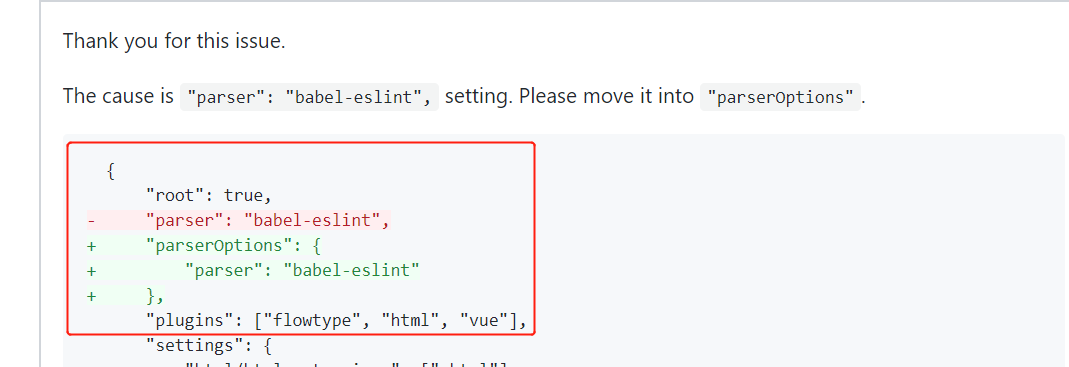 Thank you for this issue.
The cause is "parser": "babel-eslint", setting. Please move it into "parserOptions".
{
"root": true,
- "parser": "babel-eslint",
+ "parserOptions": {
+ "parser": "babel-eslint"
+ },
"plugins": ["flowtype", "html", "vue"],
"settings": {